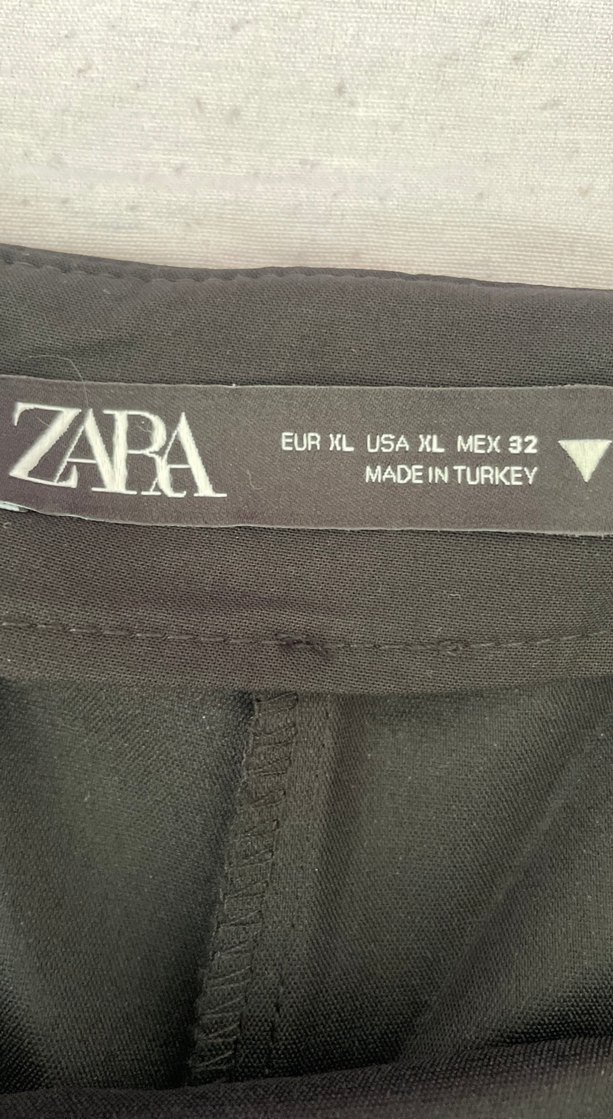 ZARA
EUR XL USA XL MEX 32
MADE IN TURKEY